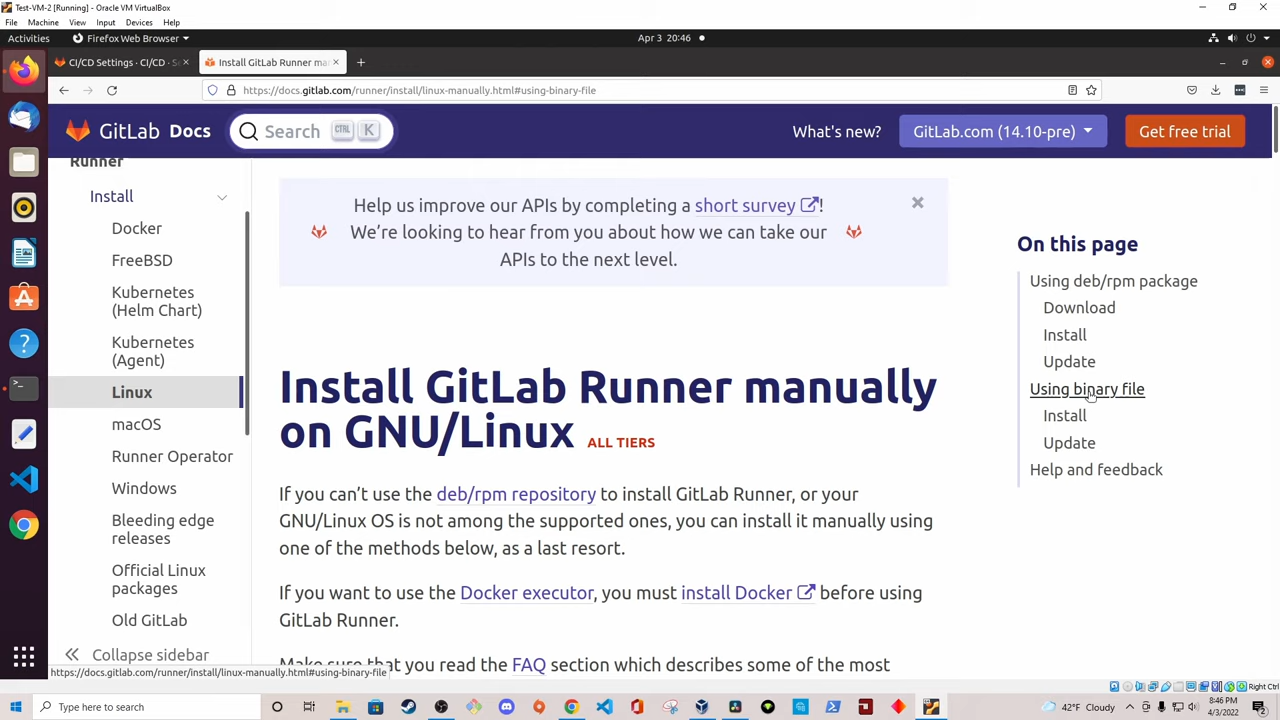 Test-VM-2 [Running] - Oracle VM VirtualBox
File Machine View Input Devices Help
Activities Firefox Web Browser Apr 3 20:46
CI/CD Settings · CI/CD · Se
Install GitLab Runner ma
https://docs.gitlab.com/runner/install/linux-manually.html#using-binary-file
GitLab Docs
Search CTRL K
What's new?
GitLab.com (14.10-pre)
Get free trial
Runner
Install
Docker
FreeBSD
Kubernetes
(Helm Chart)
Kubernetes
(Agent)
Linux
macOS
Runner Operator
Windows
Bleeding edge
releases
Official Linux
packages
Old GitLab
Collapse sidebar
Help us improve our APIs by completing a short survey!
We're looking to hear from you about how we can take our
APIs to the next level.
Install GitLab Runner manually
on GNU/Linux ALL TIERS
If you can't use the deb/rpm repository to install GitLab Runner, or your
GNU/Linux OS is not among the supported ones, you can install it manually using
one of the methods below, as a last resort.
If you want to use the Docker executor, you must install Docker before using
GitLab Runner.
Make sure that you read the FAQ section which describes some of the most
On this page
Using deb/rpm package
Download
Install
Update
Using binary file
Install
Update
Help and feedback
https://docs.gitlab.com/runner/install/linux-manually.html#using-binary-file
Right Ctrl
Type here to search
42°F Cloudy
8:46 PM
4/3/2022